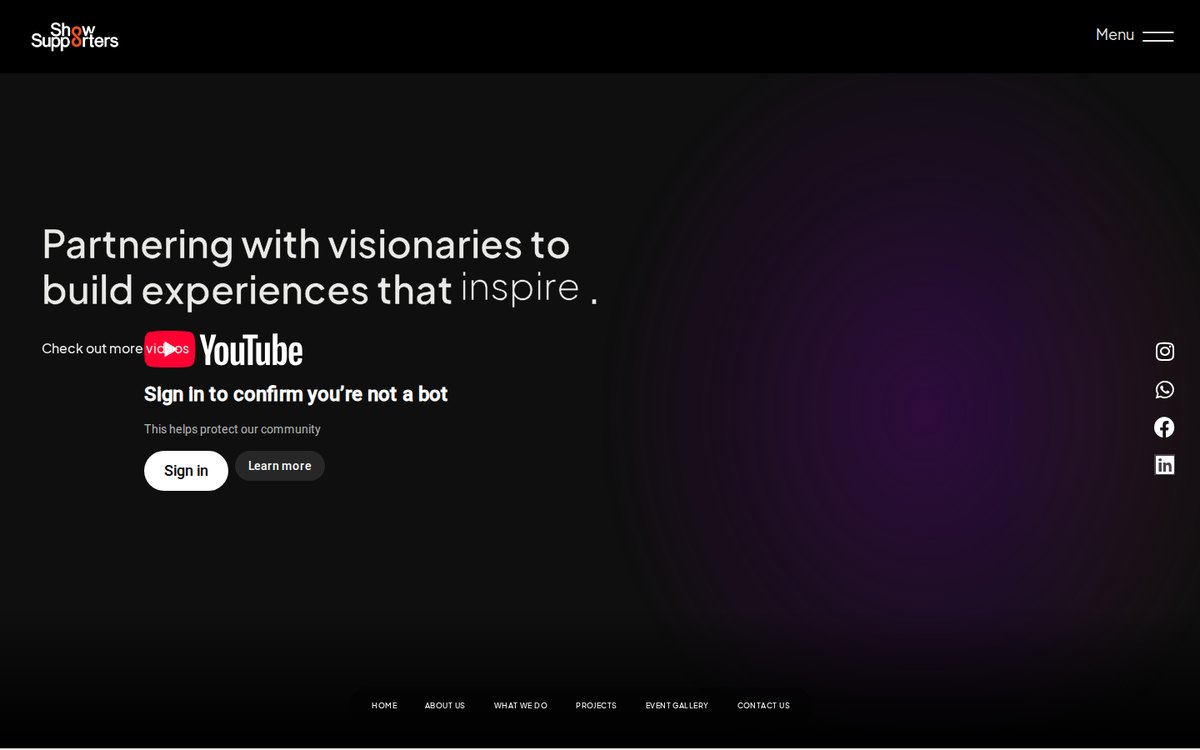 Show
Supp8rters
Menu
Partnering with visionaries to
build experiences that inspire .
Check out more videos
YouTube
Sign in to confirm you’re not a bot
This helps protect our community
Sign in
Learn more
in
HOME ABOUT US WHAT WE DO PROJECTS EVENT GALLERY CONTACT US